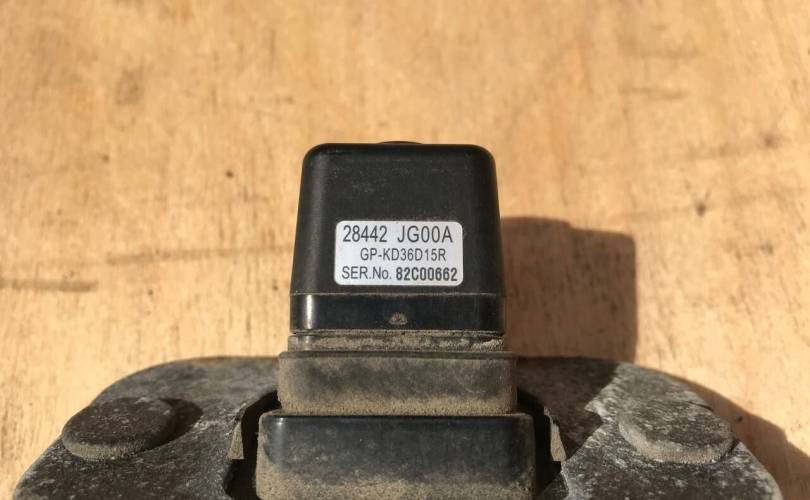 28442 JG00A
GP-KD36D15R
SER.No. 82C00662